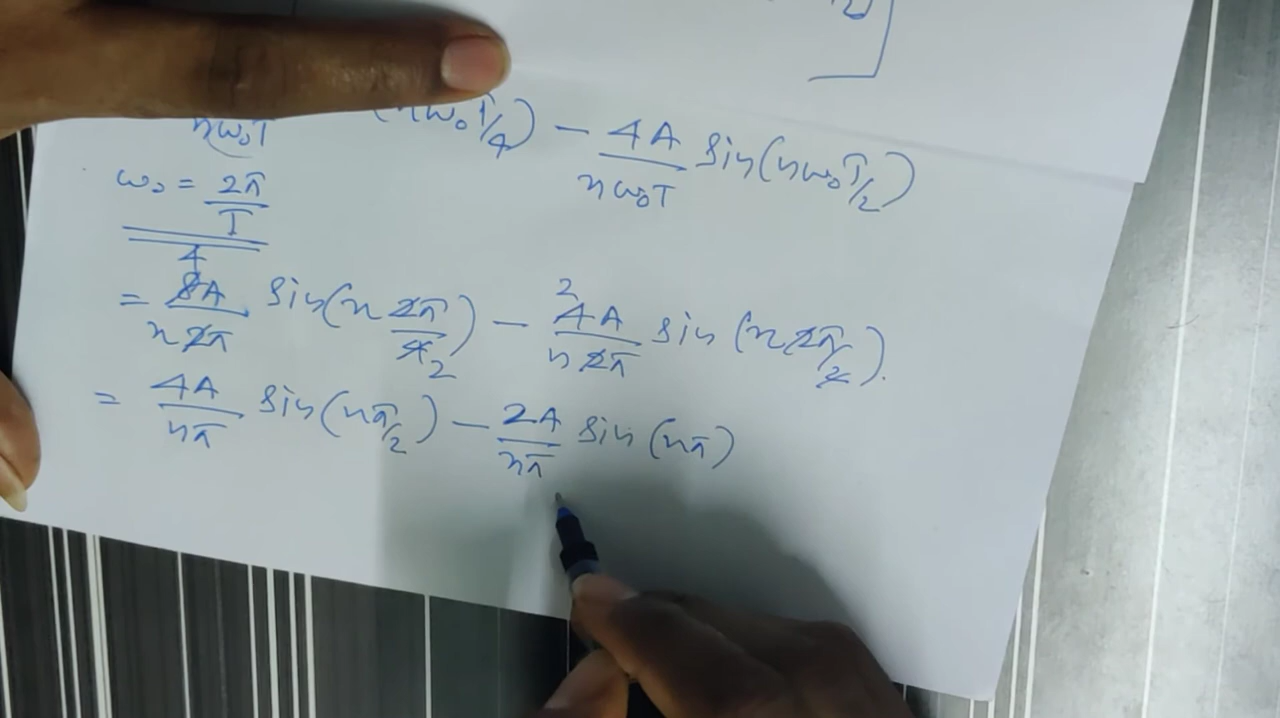 nω₀T (nω₀T/4) − 4A/nω₀T sin(nω₀T/2)
ω₀ = 2π/T
= 8A/n2π sin(n 2π/4) − 4A/n2π sin(n2π/2).
= 4A/nπ sin(nπ/2) − 2A/nπ sin(nπ)